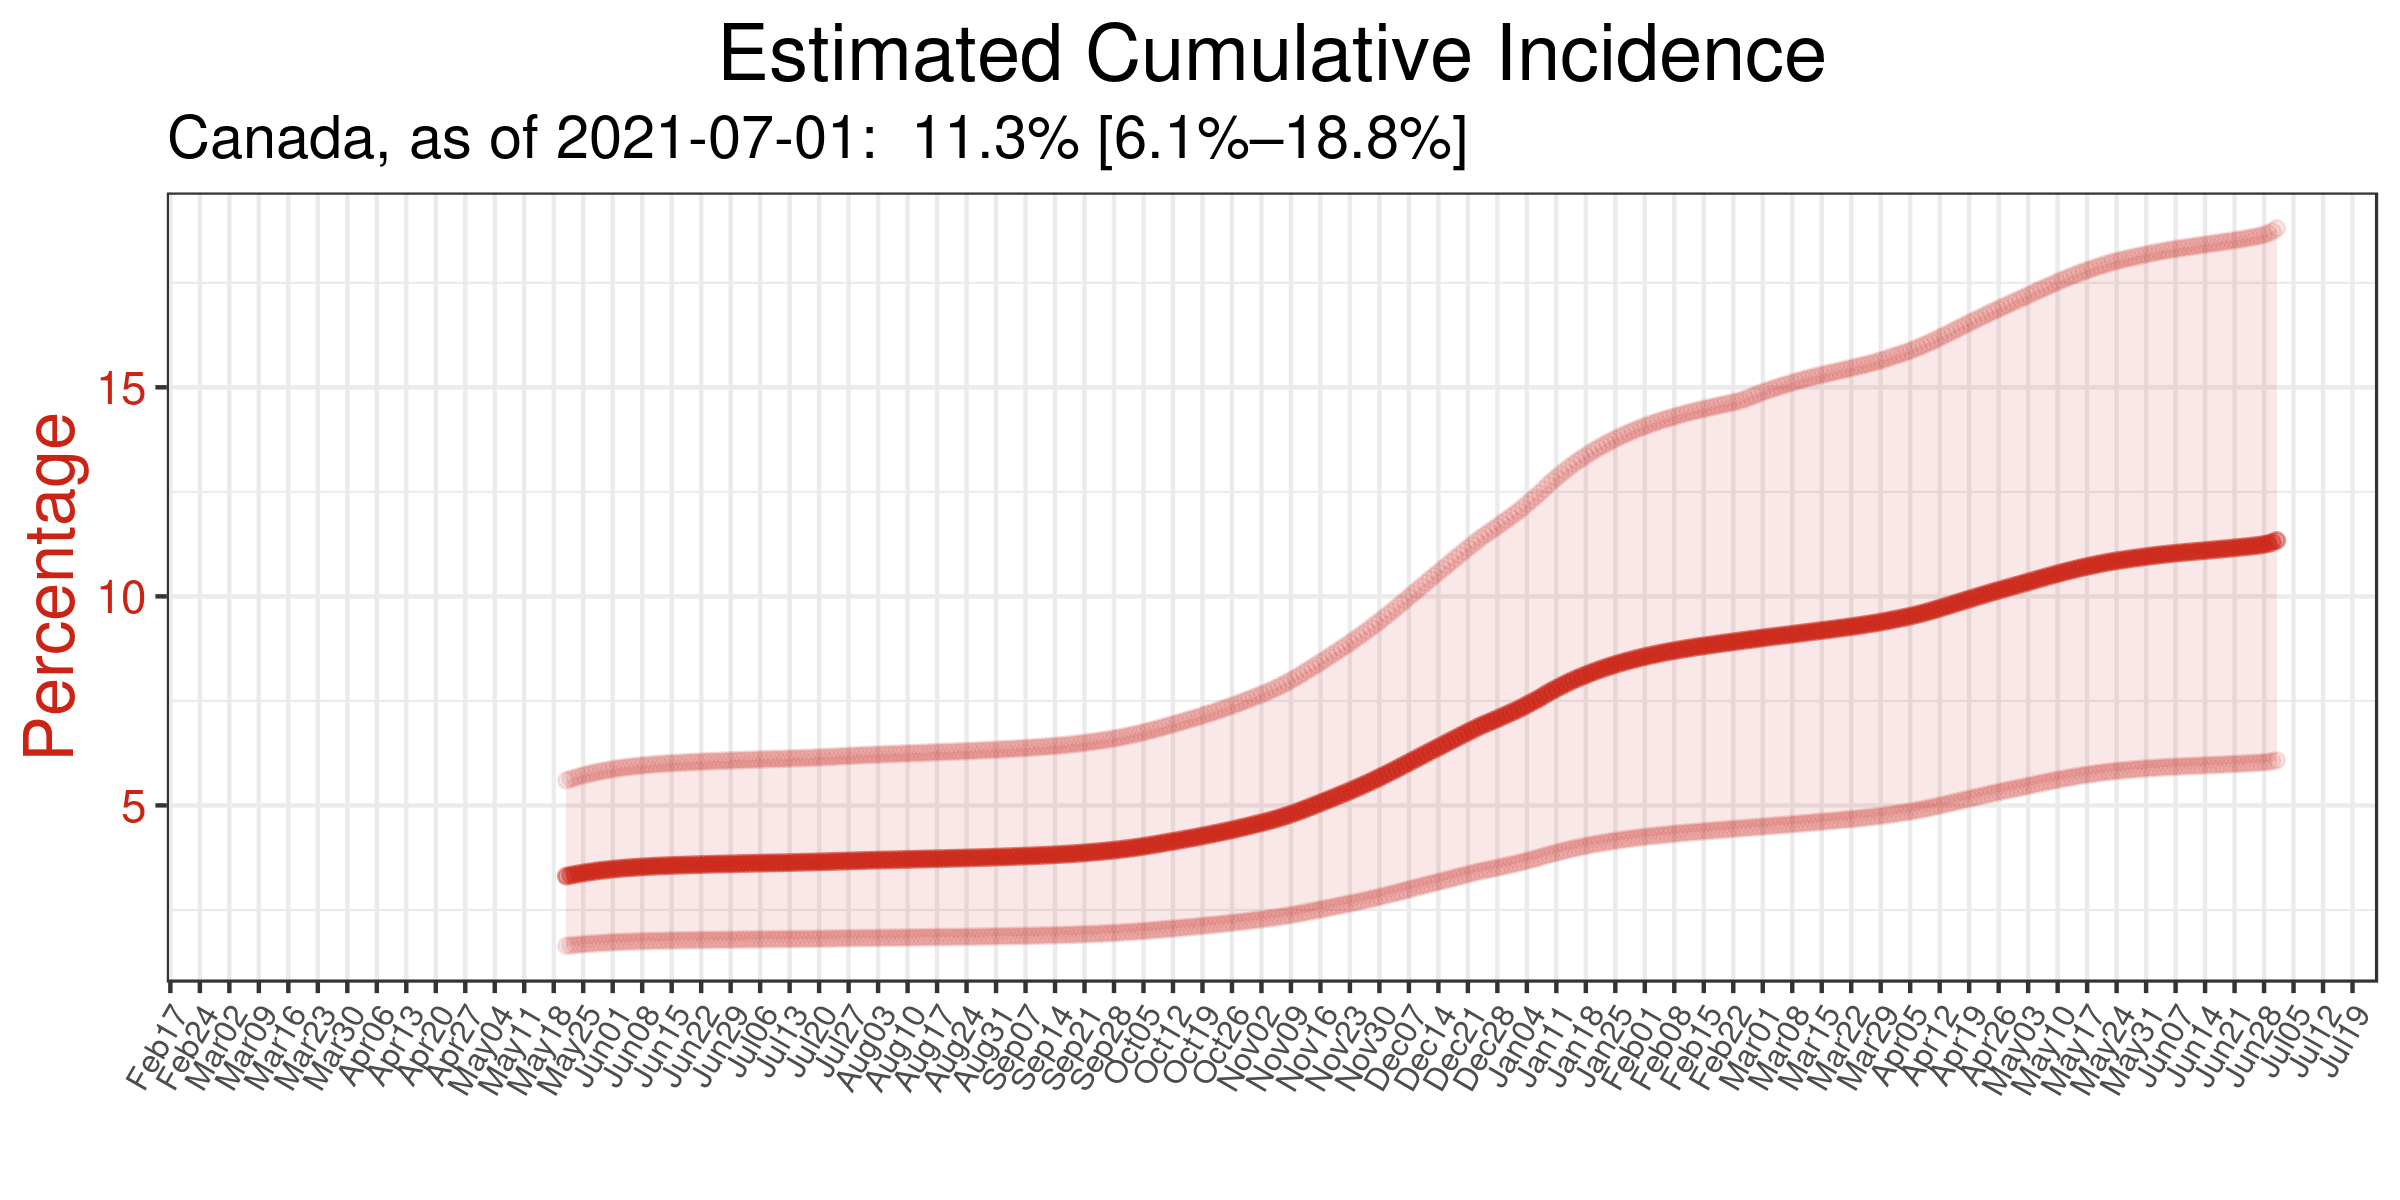 Estimated Cumulative Incidence
Canada, as of 2021-07-01:  11.3% [6.1%–18.8%]
Percentage
15
10
5
Feb17 Feb24 Mar02 Mar09 Mar16 Mar23 Mar30 Apr06 Apr13 Apr20 Apr27 May04 May11 May18 May25 Jun01 Jun08 Jun15 Jun22 Jun29 Jul06 Jul13 Jul20 Jul27 Aug03 Aug10 Aug17 Aug24 Aug31 Sep07 Sep14 Sep21 Sep28 Oct05 Oct12 Oct19 Oct26 Nov02 Nov09 Nov16 Nov23 Nov30 Dec07 Dec14 Dec21 Dec28 Jan04 Jan11 Jan18 Jan25 Feb01 Feb08 Feb15 Feb22 Mar01 Mar08 Mar15 Mar22 Mar29 Apr05 Apr12 Apr19 Apr26 May03 May10 May17 May24 May31 Jun07 Jun14 Jun21 Jun28 Jul05 Jul12 Jul19